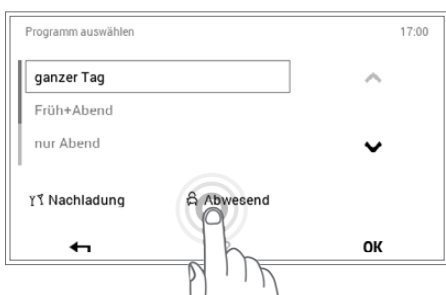 Programm auswählen 17:00
ganzer Tag
Früh+Abend
nur Abend
Nachladung Abwesend
OK